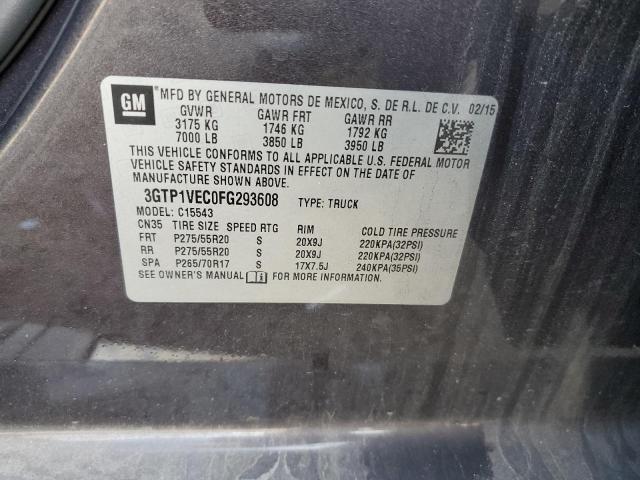 GM
MFD BY GENERAL MOTORS DE MEXICO, S. DE R.L. DE C.V. 02/15
GVWR GAWR FRT GAWR RR
3175 KG 1746 KG 1792 KG
7000 LB 3850 LB 3950 LB
THIS VEHICLE CONFORMS TO ALL APPLICABLE U.S. FEDERAL MOTOR
VEHICLE SAFETY STANDARDS IN EFFECT ON THE DATE OF
MANUFACTURE SHOWN ABOVE.
3GTP1VEC0FG293608 TYPE: TRUCK
MODEL: C15543
CN35 TIRE SIZE SPEED RTG RIM COLD TIRE PRESSURE
FRT P275/55R20 S 20X9J 220KPA(32PSI)
RR P275/55R20 S 20X9J 220KPA(32PSI)
SPA P265/70R17 S 17X7.5J 240KPA(35PSI)
SEE OWNER'S MANUAL FOR MORE INFORMATION.